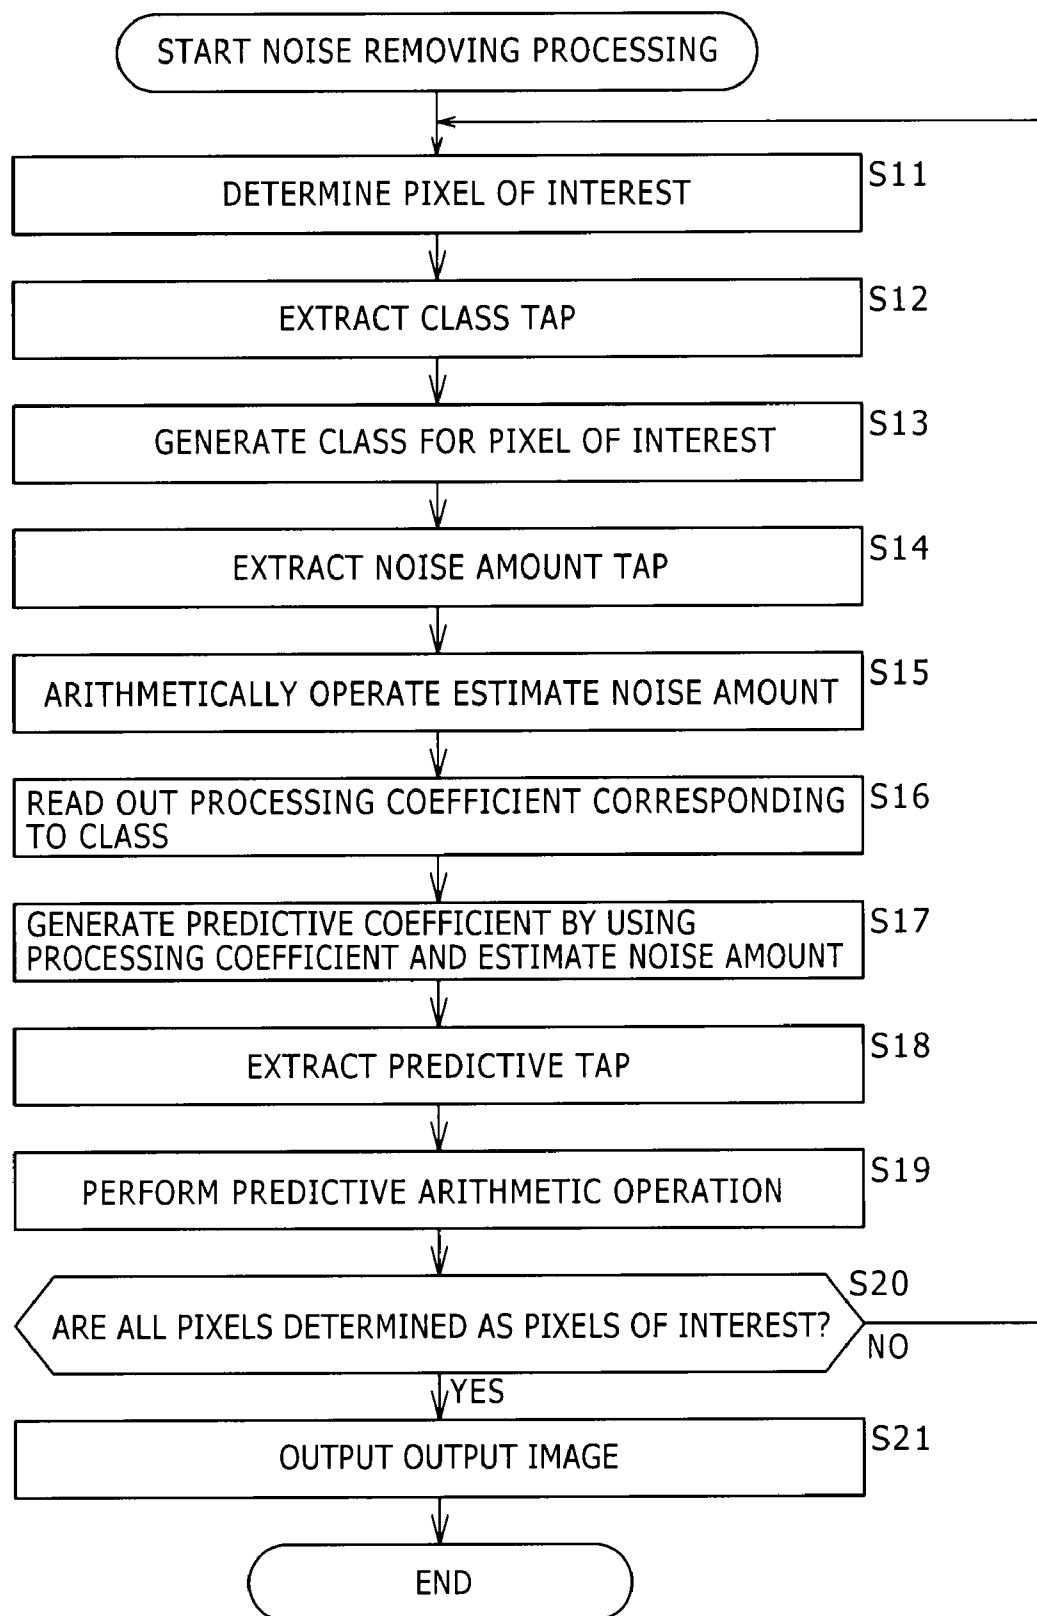 START NOISE REMOVING PROCESSING
S11
DETERMINE PIXEL OF INTEREST
S12
EXTRACT CLASS TAP
S13
GENERATE CLASS FOR PIXEL OF INTEREST
S14
EXTRACT NOISE AMOUNT TAP
S15
ARITHMETICALLY OPERATE ESTIMATE NOISE AMOUNT
S16
READ OUT PROCESSING COEFFICIENT CORRESPONDING
TO CLASS
S17
GENERATE PREDICTIVE COEFFICIENT BY USING
PROCESSING COEFFICIENT AND ESTIMATE NOISE AMOUNT
S18
EXTRACT PREDICTIVE TAP
S19
PERFORM PREDICTIVE ARITHMETIC OPERATION
S20
ARE ALL PIXELS DETERMINED AS PIXELS OF INTEREST?
NO
YES
S21
OUTPUT OUTPUT IMAGE
END